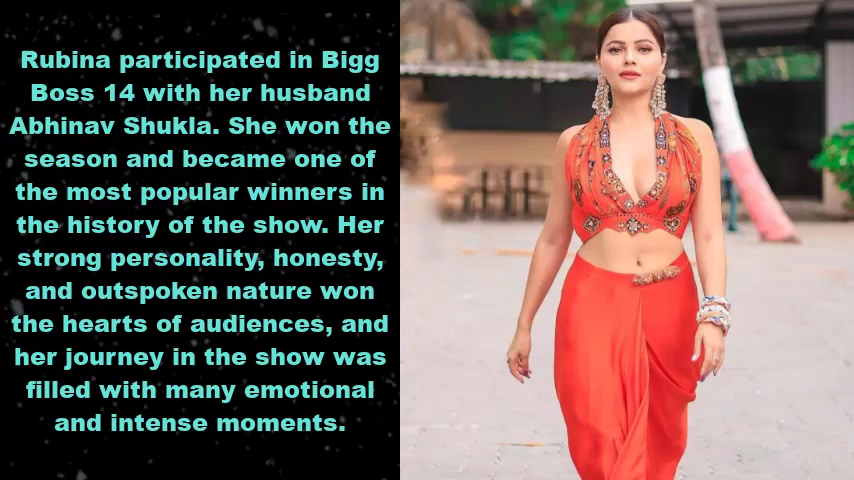 Rubina participated in Bigg
Boss 14 with her husband
Abhinav Shukla. She won the
season and became one of
the most popular winners in
the history of the show. Her
strong personality, honesty,
and outspoken nature won
the hearts of audiences, and
her journey in the show was
filled with many emotional
and intense moments.